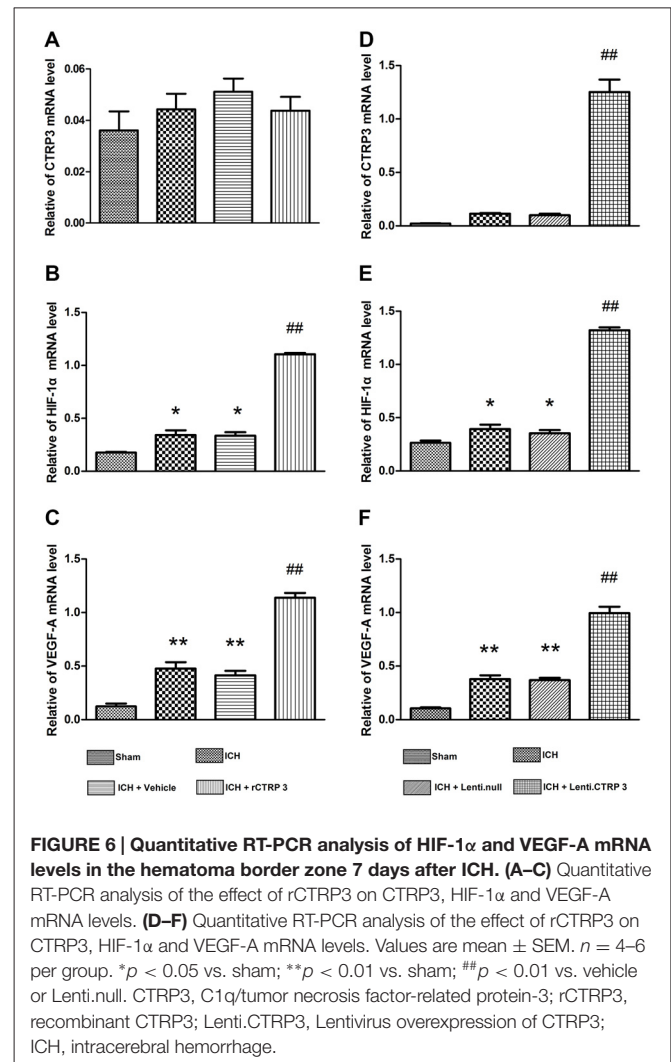 A
Relative of CTRP3 mRNA level
0.06
0.04
0.02
0.00
D
Relative of CTRP3 mRNA level
1.5
1.0
0.5
0.0
##
B
Relative of HIF-1α mRNA level
1.5
1.0
0.5
0.0
*
*
##
E
Relative of HIF-1α mRNA level
1.5
1.0
0.5
0.0
*
*
##
C
Relative of VEGF-A mRNA level
1.5
1.0
0.5
0.0
**
**
##
F
Relative of VEGF-A mRNA level
1.5
1.0
0.5
0.0
**
**
##
Sham
ICH
ICH + Vehicle
ICH + rCTRP 3
Sham
ICH
ICH + Lenti.null
ICH + Lenti.CTRP 3
FIGURE 6 | Quantitative RT-PCR analysis of HIF-1α and VEGF-A mRNA
levels in the hematoma border zone 7 days after ICH. (A–C) Quantitative
RT-PCR analysis of the effect of rCTRP3 on CTRP3, HIF-1α and VEGF-A
mRNA levels. (D–F) Quantitative RT-PCR analysis of the effect of rCTRP3 on
CTRP3, HIF-1α and VEGF-A mRNA levels. Values are mean ± SEM. n = 4–6
per group. *p < 0.05 vs. sham; **p < 0.01 vs. sham; ##p < 0.01 vs. vehicle
or Lenti.null. CTRP3, C1q/tumor necrosis factor-related protein-3; rCTRP3,
recombinant CTRP3; Lenti.CTRP3, Lentivirus overexpression of CTRP3;
ICH, intracerebral hemorrhage.